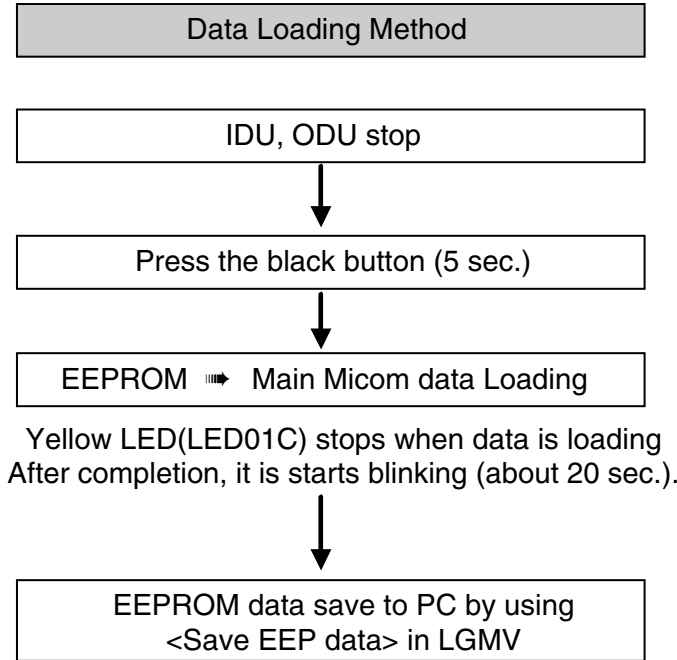 Data Loading Method
IDU, ODU stop
Press the black button (5 sec.)
EEPROM ➠ Main Micom data Loading
Yellow LED(LED01C) stops when data is loading
After completion, it is starts blinking (about 20 sec.).
EEPROM data save to PC by using
<Save EEP data> in LGMV